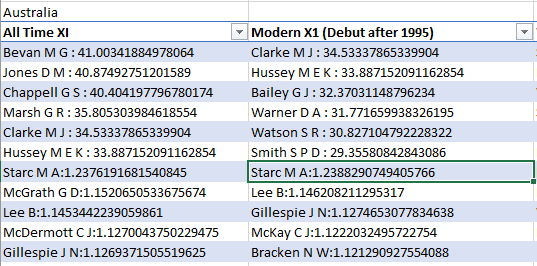 Australia
All Time XI Modern X1 (Debut after 1995)
Bevan M G : 41.00341884978064 Clarke M J : 34.53337865339904
Jones D M : 40.87492751201589 Hussey M E K : 33.887152091162854
Chappell G S : 40.404197796780174 Bailey G J : 32.37031148796234
Marsh G R : 35.805303984618554 Warner D A : 31.771659938326195
Clarke M J : 34.53337865339904 Watson S R : 30.827104792228322
Hussey M E K : 33.887152091162854 Smith S P D : 29.35580842843086
Starc M A:1.2376191681540845 Starc M A:1.2388290749405766
McGrath G D:1.1520650533675674 Lee B:1.146208211295317
Lee B:1.1453442239059861 Gillespie J N:1.1274653077834638
McDermott C J:1.1270043750229475 McKay C J:1.1222032495722754
Gillespie J N:1.1269371505519625 Bracken N W:1.121290927554088